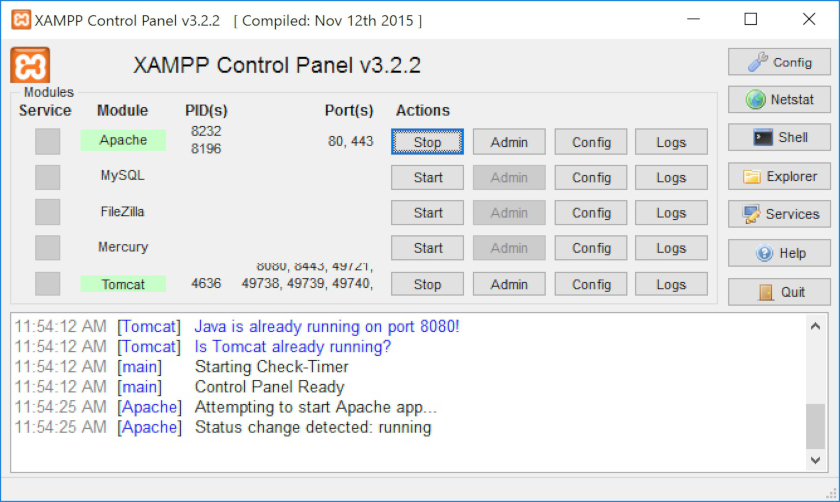 XAMPP Control Panel v3.2.2 [ Compiled: Nov 12th 2015 ]
XAMPP Control Panel v3.2.2
Config
Modules
Service Module PID(s) Port(s) Actions
Netstat
Apache 8232 8196 80, 443 Stop Admin Config Logs
Shell
MySQL Start Admin Config Logs
Explorer
FileZilla Start Admin Config Logs
Services
Mercury Start Admin Config Logs
Help
8080, 8443, 49721,
Tomcat 4636 49738, 49739, 49740, Stop Admin Config Logs
Quit
11:54:12 AM [Tomcat] Java is already running on port 8080!
11:54:12 AM [Tomcat] Is Tomcat already running?
11:54:12 AM [main] Starting Check-Timer
11:54:12 AM [main] Control Panel Ready
11:54:25 AM [Apache] Attempting to start Apache app...
11:54:25 AM [Apache] Status change detected: running